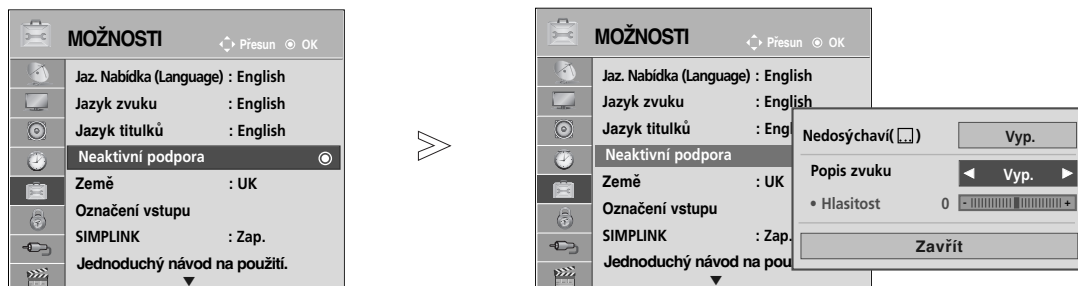 MOŽNOSTI
Přesun OK
Jaz. Nabídka (Language) : English
Jazyk zvuku : English
Jazyk titulků : English
Neaktivní podpora
Země : UK
Označení vstupu
SIMPLINK : Zap.
Jednoduchý návod na použití.
MOŽNOSTI
Přesun OK
Jaz. Nabídka (Language) : English
Jazyk zvuku : English
Jazyk titulků : Engl
Neaktivní podpora
Země : UK
Označení vstupu
SIMPLINK : Zap.
Jednoduchý návod na pou
Nedosýchaví( ... ) Vyp.
Popis zvuku ◀ Vyp. ▶
• Hlasitost 0 - +
Zavřít